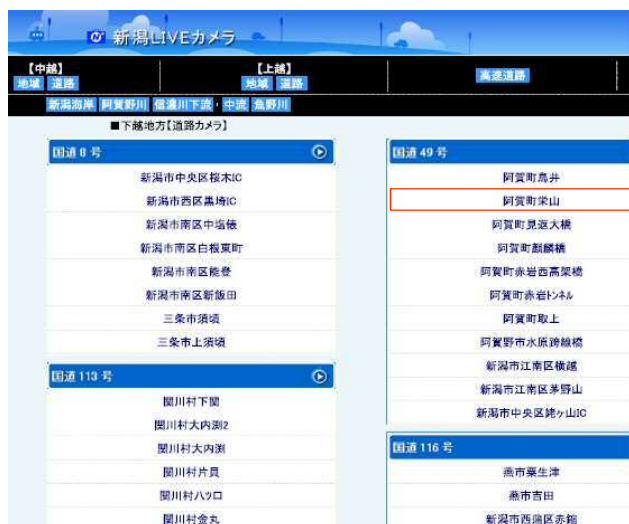 新潟LIVEカメラ
【中越】
地域 道路
【上越】
地域 道路
高速道路
新潟海岸 阿賀野川 信濃川下流・中流 魚野川
■下越地方【道路カメラ】
国道 8 号
新潟市中央区桜木IC
新潟市西区黒埼IC
新潟市南区中塩俵
新潟市南区白根東町
新潟市南区能登
新潟市南区新飯田
三条市須頃
三条市上須頃
国道 113 号
関川村下関
関川村大内渕2
関川村大内渕
関川村片貝
関川村八ツ口
関川村金丸
国道 49 号
阿賀町鳥井
阿賀町栄山
阿賀町見返大橋
阿賀町麒麟橋
阿賀町赤岩西高架橋
阿賀町赤岩トンネル
阿賀町取上
阿賀野市水原跨線橋
新潟市江南区横越
新潟市江南区茅野山
新潟市中央区姥ヶ山IC
国道 116 号
燕市粟生津
燕市吉田
新潟市西蒲区赤鏥